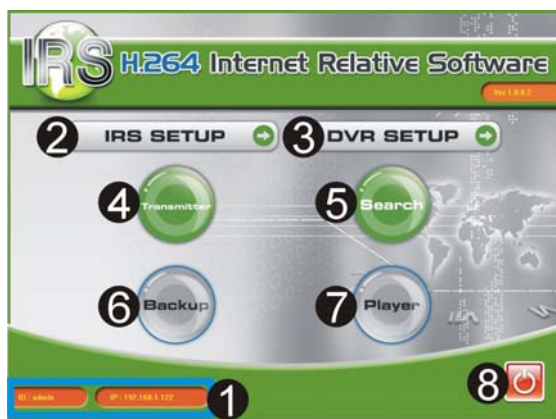 IRS H.264 Internet Relative Software
Ver 1.0.0.2
2 IRS SETUP
3 DVR SETUP
4 Transmitter
5 Search
6 Backup
7 Player
8
ID : admin
IP : 192.168.1.122
1